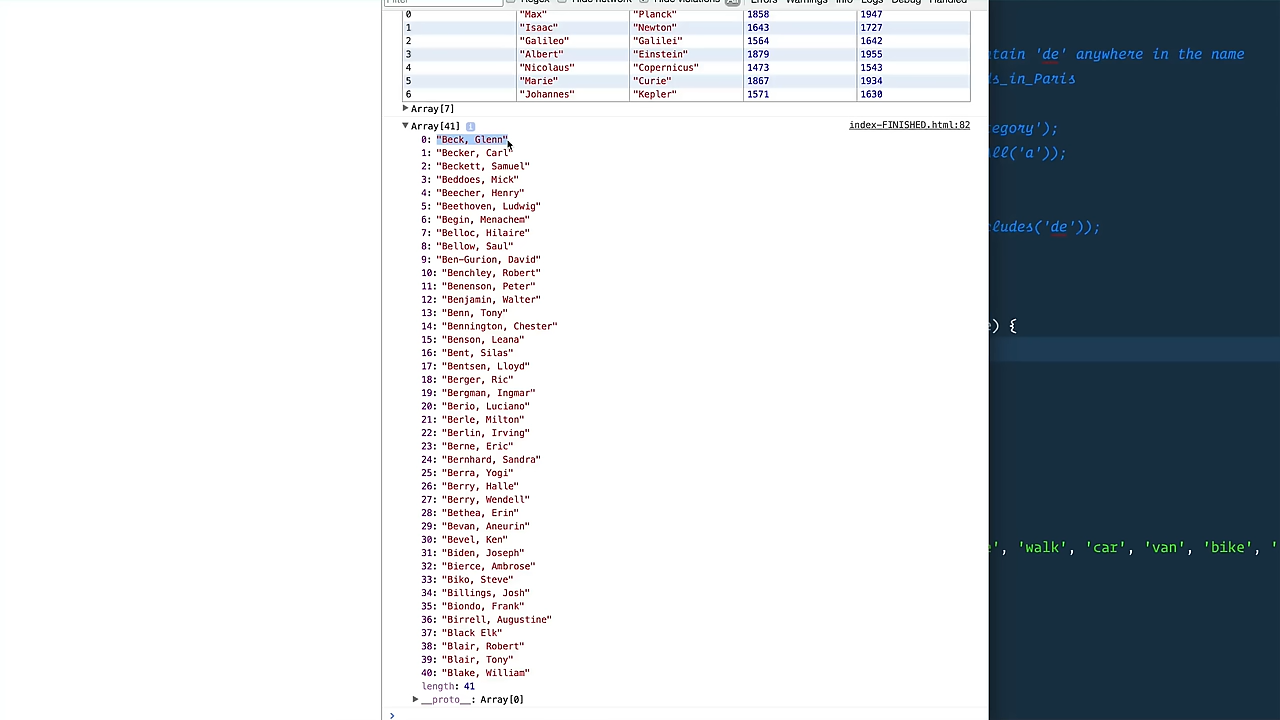 Filter Regex Hide network Hide violations All Errors Warnings Info Logs Debug Handled
0 "Max" "Planck" 1858 1947
1 "Isaac" "Newton" 1643 1727
2 "Galileo" "Galilei" 1564 1642
3 "Albert" "Einstein" 1879 1955
4 "Nicolaus" "Copernicus" 1473 1543
5 "Marie" "Curie" 1867 1934
6 "Johannes" "Kepler" 1571 1630
Array[7]
Array[41] i index-FINISHED.html:82
0: "Beck, Glenn"
1: "Becker, Carl"
2: "Beckett, Samuel"
3: "Beddoes, Mick"
4: "Beecher, Henry"
5: "Beethoven, Ludwig"
6: "Begin, Menachem"
7: "Belloc, Hilaire"
8: "Bellow, Saul"
9: "Ben-Gurion, David"
10: "Benchley, Robert"
11: "Benenson, Peter"
12: "Benjamin, Walter"
13: "Benn, Tony"
14: "Bennington, Chester"
15: "Benson, Leana"
16: "Bent, Silas"
17: "Bentsen, Lloyd"
18: "Berger, Ric"
19: "Bergman, Ingmar"
20: "Berio, Luciano"
21: "Berle, Milton"
22: "Berlin, Irving"
23: "Berne, Eric"
24: "Bernhard, Sandra"
25: "Berra, Yogi"
26: "Berry, Halle"
27: "Berry, Wendell"
28: "Bethea, Erin"
29: "Bevan, Aneurin"
30: "Bevel, Ken"
31: "Biden, Joseph"
32: "Bierce, Ambrose"
33: "Biko, Steve"
34: "Billings, Josh"
35: "Biondo, Frank"
36: "Birrell, Augustine"
37: "Black Elk"
38: "Blair, Robert"
39: "Blair, Tony"
40: "Blake, William"
length: 41
__proto__: Array[0]
>
ntain 'de' anywhere in the name
ds_in_Paris
egory');
ll('a'));
cludes('de'));
e) {
e', 'walk', 'car', 'van', 'bike', '